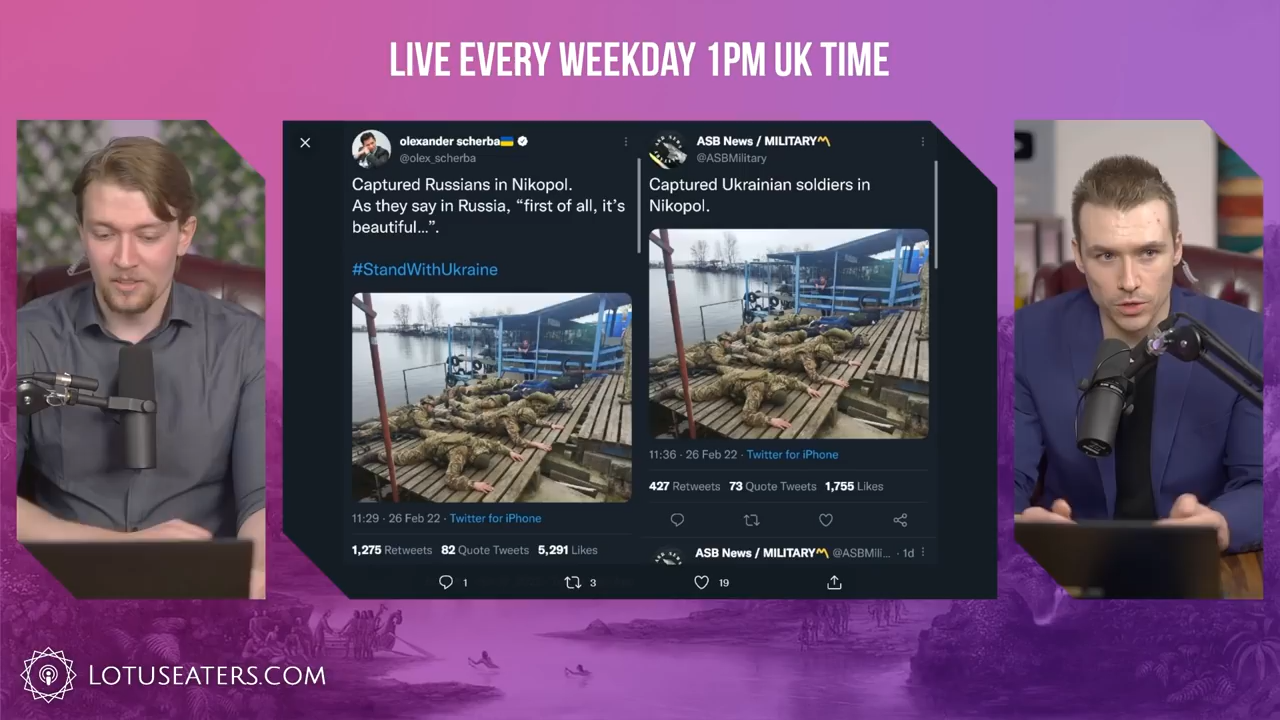 LIVE EVERY WEEKDAY 1PM UK TIME
olexander scherba
@olex_scherba
Captured Russians in Nikopol.
As they say in Russia, “first of all, it’s
beautiful...”.
#StandWithUkraine
11:29 · 26 Feb 22 · Twitter for iPhone
1,275 Retweets 82 Quote Tweets 5,291 Likes
ASB News / MILITARY
@ASBMilitary
Captured Ukrainian soldiers in
Nikopol.
11:36 · 26 Feb 22 · Twitter for iPhone
427 Retweets 73 Quote Tweets 1,755 Likes
ASB News / MILITARY @ASBMili... · 1d
1 3 19
LOTUSEATERS.COM